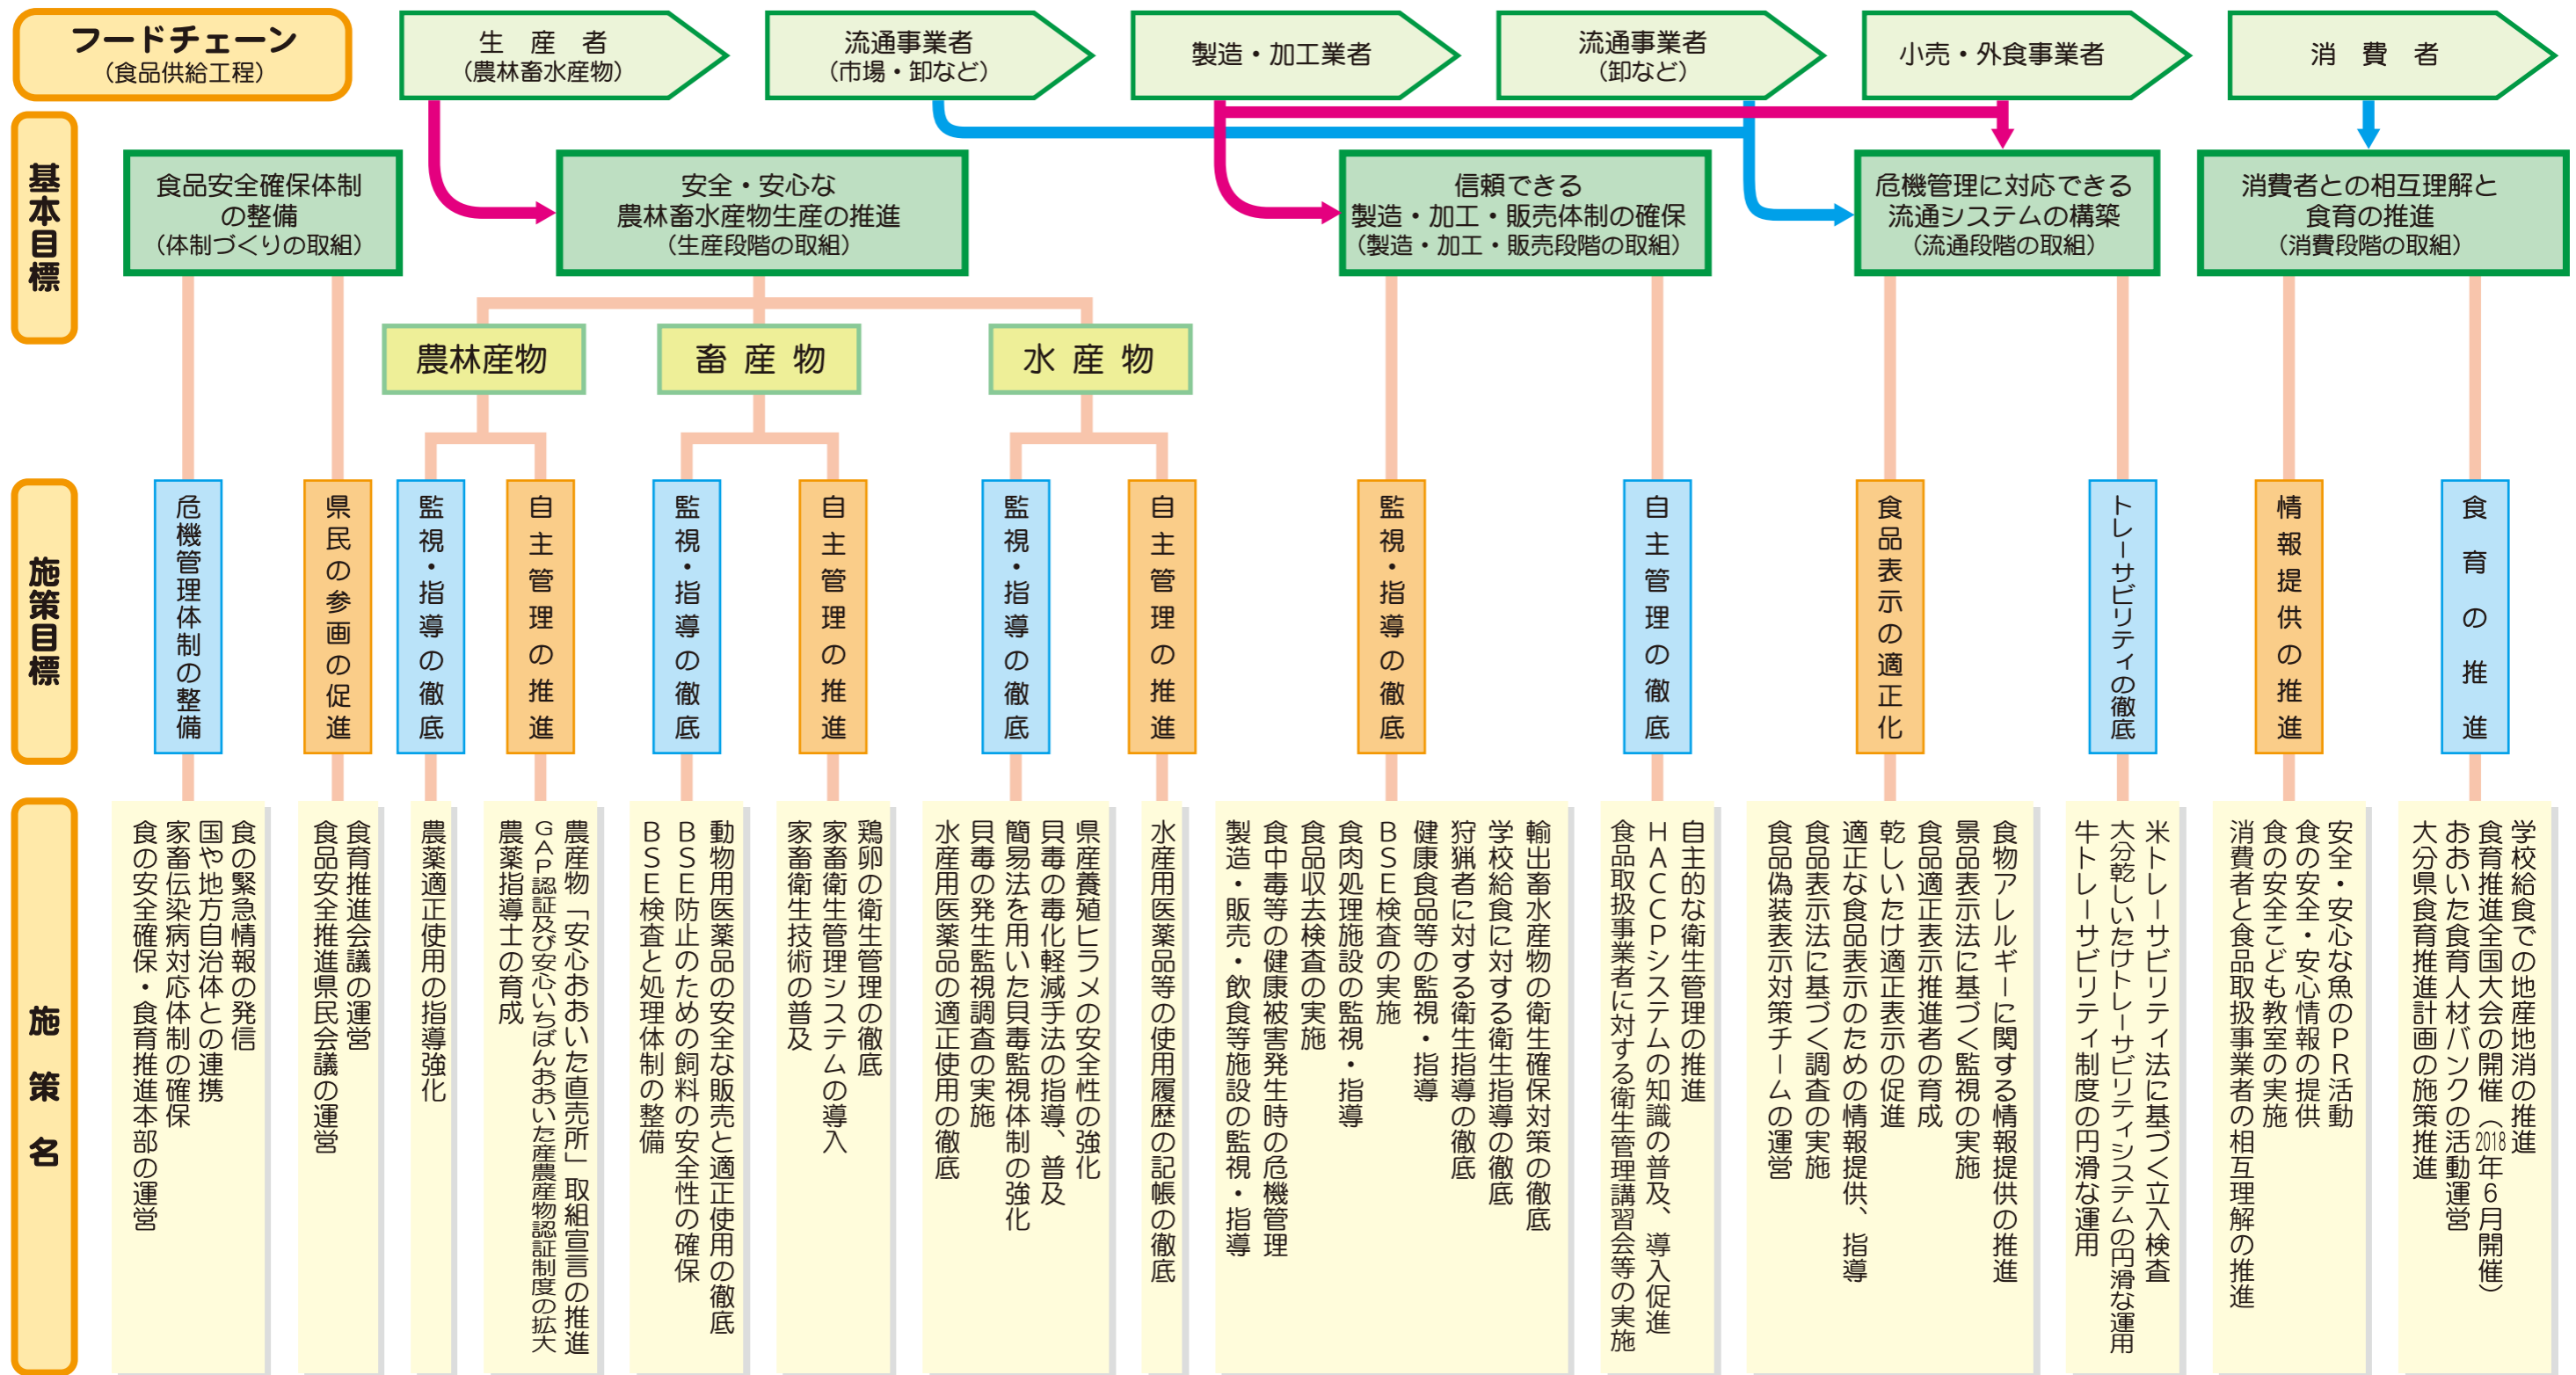 フードチェーン
（食品供給工程）
生　産　者
（農林畜水産物）
流通事業者
（市場・卸など）
製造・加工業者
流通事業者
（卸など）
小売・外食事業者
消　費　者
基本目標
食品安全確保体制
の整備
（体制づくりの取組）
安全・安心な
農林畜水産物生産の推進
（生産段階の取組）
信頼できる
製造・加工・販売体制の確保
（製造・加工・販売段階の取組）
危機管理に対応できる
流通システムの構築
（流通段階の取組）
消費者との相互理解と
食育の推進
（消費段階の取組）
農林産物
畜 産 物
水 産 物
施策目標
危機管理体制の整備
県民の参画の促進
監視・指導の徹底
自主管理の推進
監視・指導の徹底
自主管理の推進
監視・指導の徹底
自主管理の推進
監視・指導の徹底
自主管理の徹底
食品表示の適正化
トレーサビリティの徹底
情報提供の推進
食育の推進
施 策 名
食の緊急情報の発信
国や地方自治体との連携
家畜伝染病対応体制の確保
食の安全確保・食育推進本部の運営
食育推進会議の運営
食品安全推進県民会議の運営
農薬適正使用の指導強化
農産物「安心おおいた直売所」取組宣言の推進
ＧＡＰ認証及び安心いちばんおおいた産農産物認証制度の拡大
農薬指導士の育成
動物用医薬品の安全な販売と適正使用の徹底
ＢＳＥ防止のための飼料の安全性の確保
ＢＳＥ検査と処理体制の整備
鶏卵の衛生管理の徹底
家畜衛生管理システムの導入
家畜衛生技術の普及
県産養殖ヒラメの安全性の強化
貝毒の毒化軽減手法の指導、普及
簡易法を用いた貝毒監視体制の強化
貝毒の発生監視調査の実施
水産用医薬品の適正使用の徹底
水産用医薬品等の使用履歴の記帳の徹底
輸出畜水産物の衛生確保対策の徹底
学校給食に対する衛生指導の徹底
狩猟者に対する衛生指導の徹底
健康食品等の監視・指導
ＢＳＥ検査の実施
食肉処理施設の監視・指導
食品収去検査の実施
食中毒等の健康被害発生時の危機管理
製造・販売・飲食等施設の監視・指導
自主的な衛生管理の推進
ＨＡＣＣＰシステムの知識の普及、導入促進
食品取扱事業者に対する衛生管理講習会等の実施
食物アレルギーに関する情報提供の推進
景品表示法に基づく監視の実施
食品適正表示推進者の育成
乾しいたけ適正表示の促進
適正な食品表示のための情報提供、指導
食品表示法に基づく調査の実施
食品偽装表示対策チームの運営
米トレーサビリティ法に基づく立入検査
大分乾しいたけトレーサビリティシステムの円滑な運用
牛トレーサビリティ制度の円滑な運用
安全・安心な魚のＰＲ活動
食の安全・安心情報の提供
食の安全こども教室の実施
消費者と食品取扱事業者の相互理解の推進
学校給食での地産地消の推進
食育推進全国大会の開催（2018年６月開催）
おおいた食育人材バンクの活動運営
大分県食育推進計画の施策推進